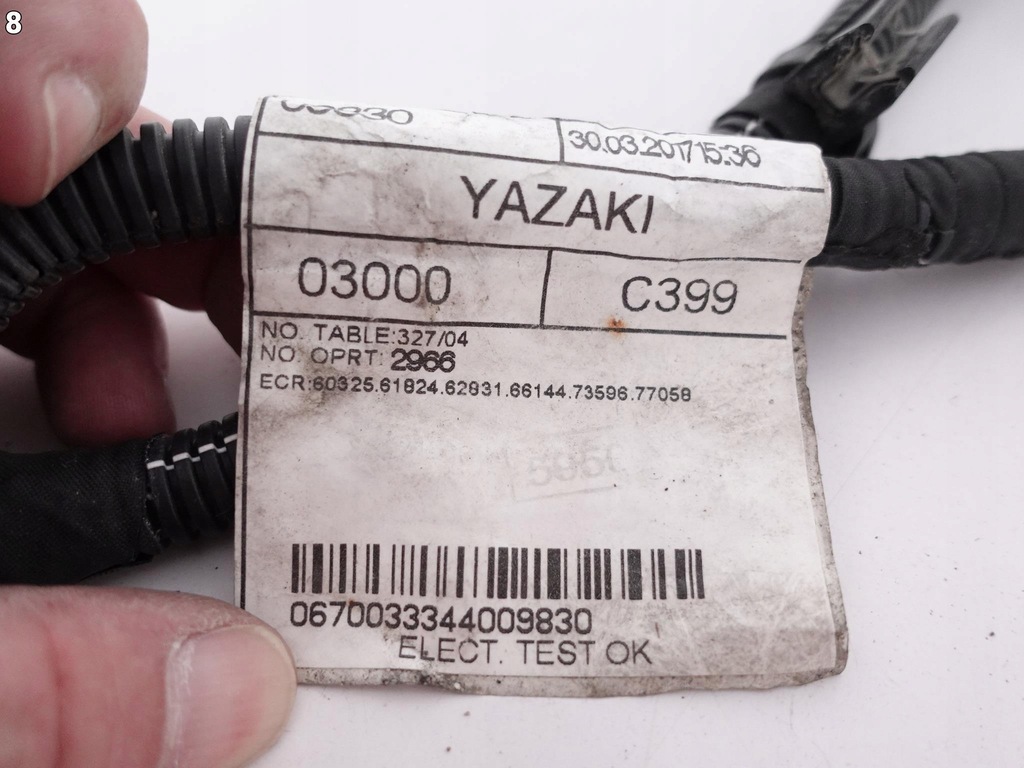 8
30.03.2017 15:36
YAZAKI
03000 C399
NO. TABLE:327/04
NO. OPRT: 2966
ECR:60325.61824.62831.66144.73596.77058
0670033344009830
ELECT. TEST OK